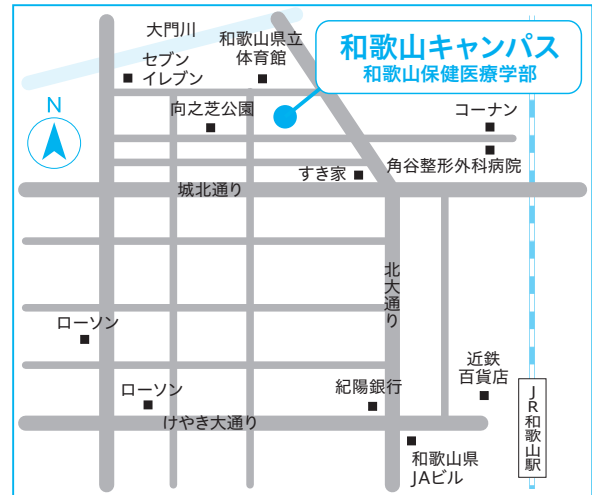 大門川
和歌山県立
体育館
和歌山キャンパス
和歌山保健医療学部
セブン
イレブン
N
向之芝公園
コーナン
すき家
角谷整形外科病院
城北通り
北大通り
ローソン
近鉄
百貨店
ローソン
紀陽銀行
JR和歌山駅
けやき大通り
和歌山県
JAビル